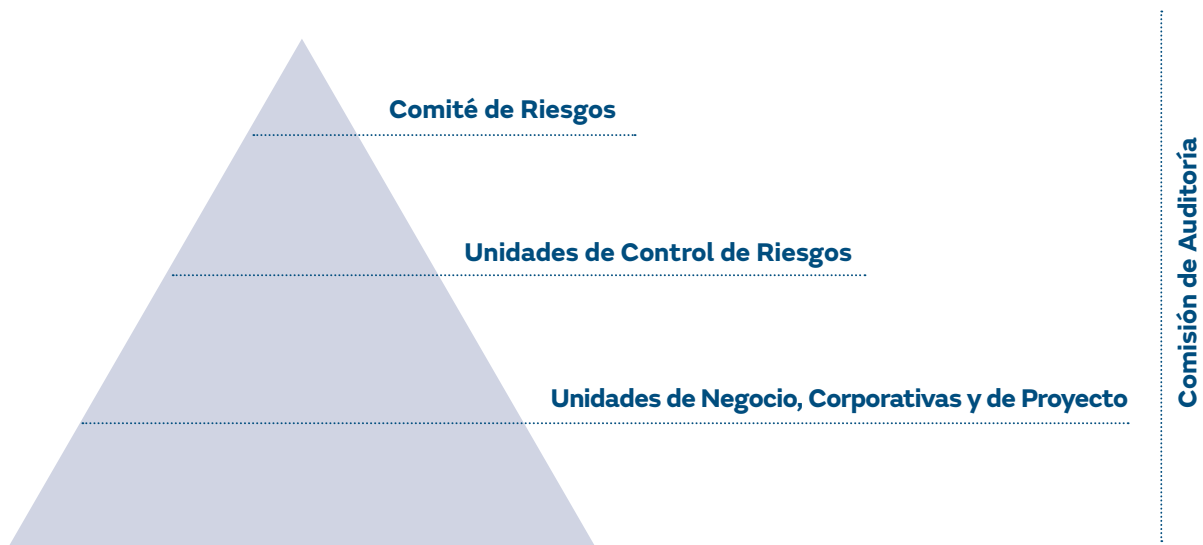 Comité de Riesgos
Unidades de Control de Riesgos
Unidades de Negocio, Corporativas y de Proyecto
Comisión de Auditoría